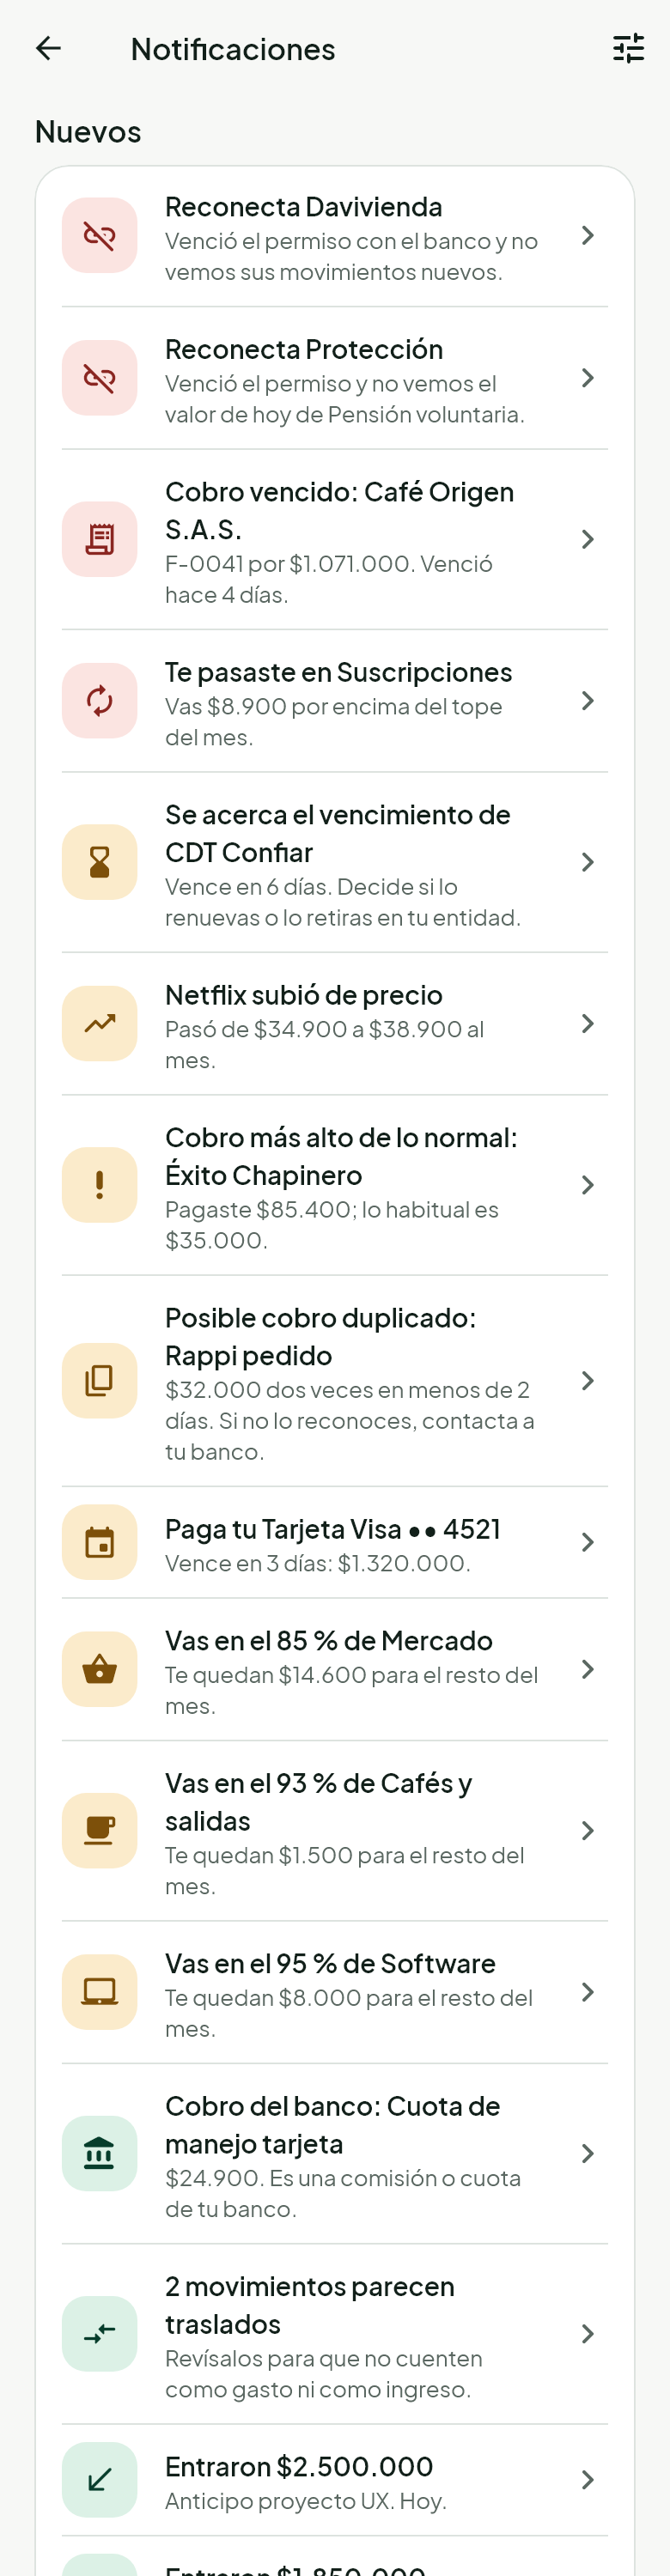 Notificaciones
Nuevos
Reconecta Davivienda
Venció el permiso con el banco y no
vemos sus movimientos nuevos.
Reconecta Protección
Venció el permiso y no vemos el
valor de hoy de Pensión voluntaria.
Cobro vencido: Café Origen
S.A.S.
F-0041 por $1.071.000. Venció
hace 4 días.
Te pasaste en Suscripciones
Vas $8.900 por encima del tope
del mes.
Se acerca el vencimiento de
CDT Confiar
Vence en 6 días. Decide si lo
renuevas o lo retiras en tu entidad.
Netflix subió de precio
Pasó de $34.900 a $38.900 al
mes.
Cobro más alto de lo normal:
Éxito Chapinero
Pagaste $85.400; lo habitual es
$35.000.
Posible cobro duplicado:
Rappi pedido
$32.000 dos veces en menos de 2
días. Si no lo reconoces, contacta a
tu banco.
Paga tu Tarjeta Visa •• 4521
Vence en 3 días: $1.320.000.
Vas en el 85 % de Mercado
Te quedan $14.600 para el resto del
mes.
Vas en el 93 % de Cafés y
salidas
Te quedan $1.500 para el resto del
mes.
Vas en el 95 % de Software
Te quedan $8.000 para el resto del
mes.
Cobro del banco: Cuota de
manejo tarjeta
$24.900. Es una comisión o cuota
de tu banco.
2 movimientos parecen
traslados
Revísalos para que no cuenten
como gasto ni como ingreso.
Entraron $2.500.000
Anticipo proyecto UX. Hoy.
Entraron $1.850.000